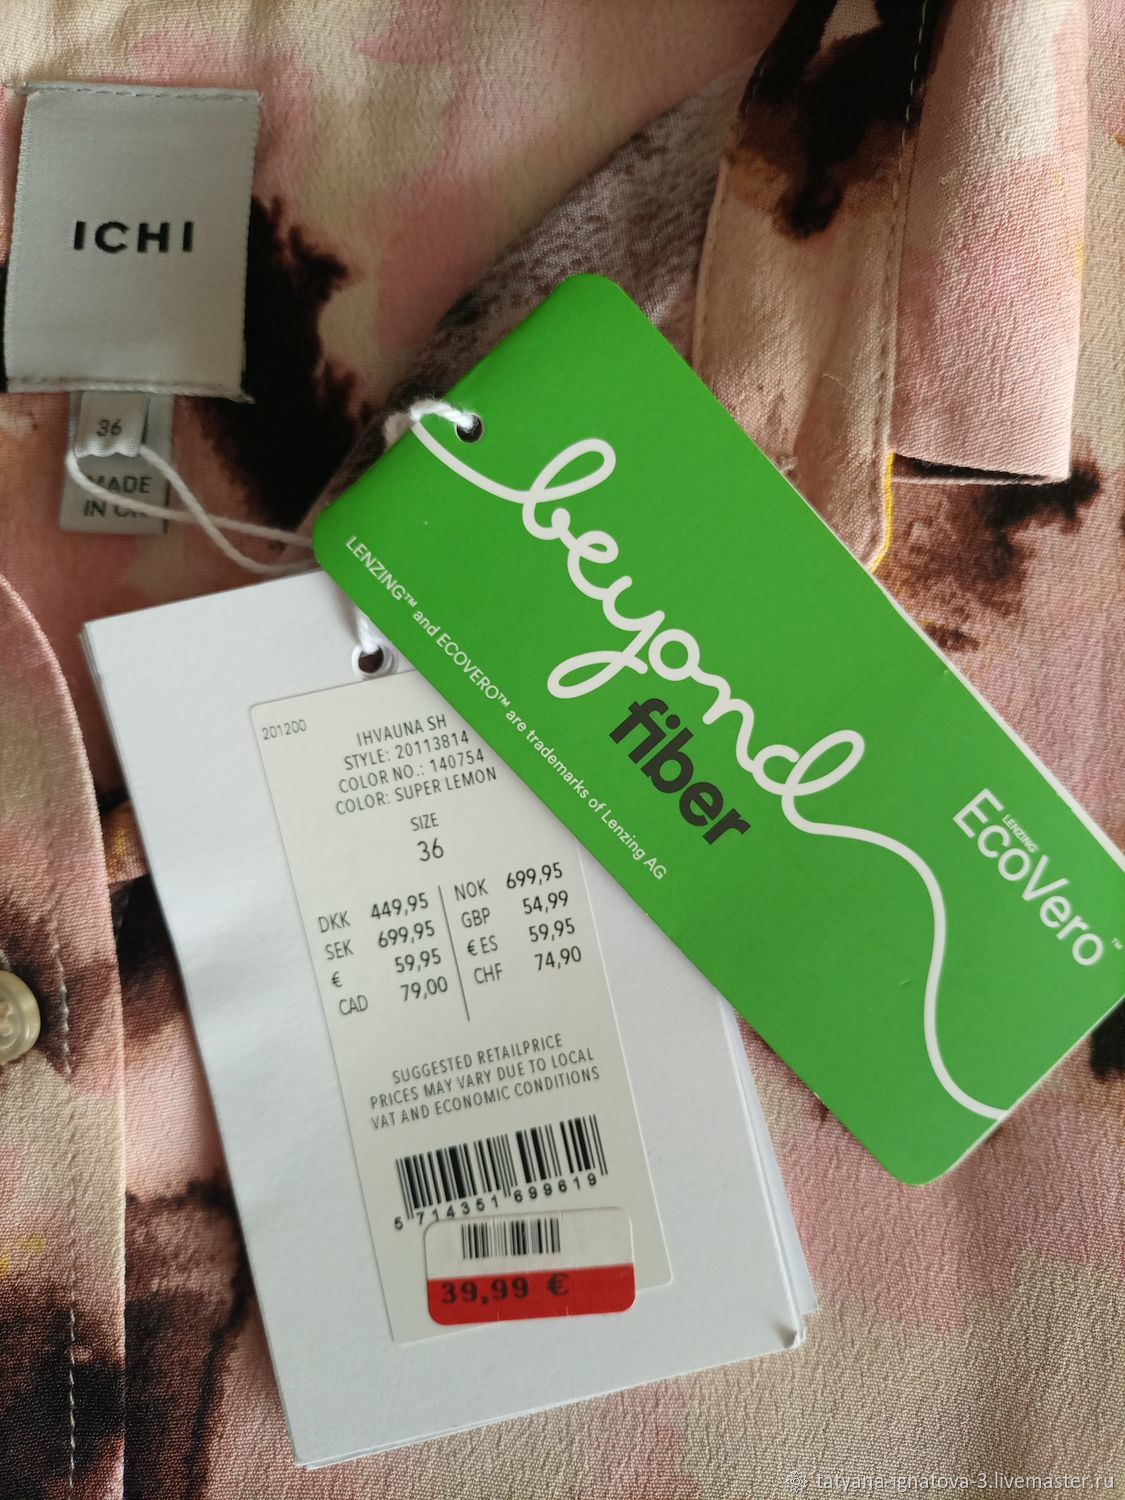 ICHI
36
MADE
IN
beyond
fiber
LENZING™ and ECOVERO™ are trademarks of Lenzing AG
LENZING
EcoVero™
201200
IHVAUNA SH
STYLE: 20113814
COLOR NO.: 140754
COLOR: SUPER LEMON
SIZE
36
DKK 449,95 NOK 699,95
SEK 699,95 GBP 54,99
€ 59,95 € ES 59,95
CAD 79,00 CHF 74,90
SUGGESTED RETAILPRICE
PRICES MAY VARY DUE TO LOCAL
VAT AND ECONOMIC CONDITIONS
5 714351 699619
39,99 €
tatyana-ignatova-3.livemaster.ru